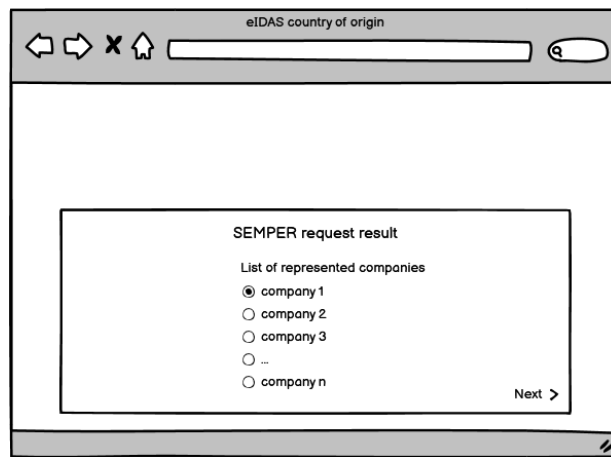 eIDAS country of origin
SEMPER request result
List of represented companies
company 1
company 2
company 3
...
company n
Next